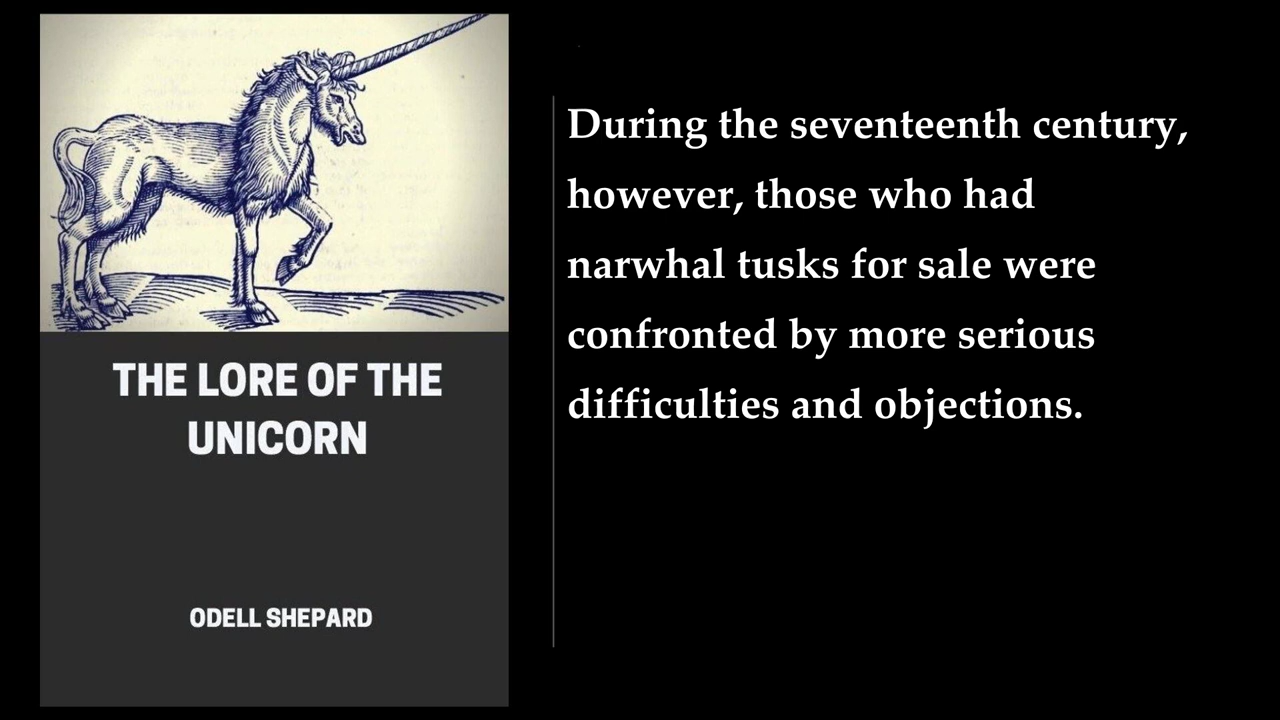 THE LORE OF THE
UNICORN
ODELL SHEPARD
During the seventeenth century,
however, those who had
narwhal tusks for sale were
confronted by more serious
difficulties and objections.